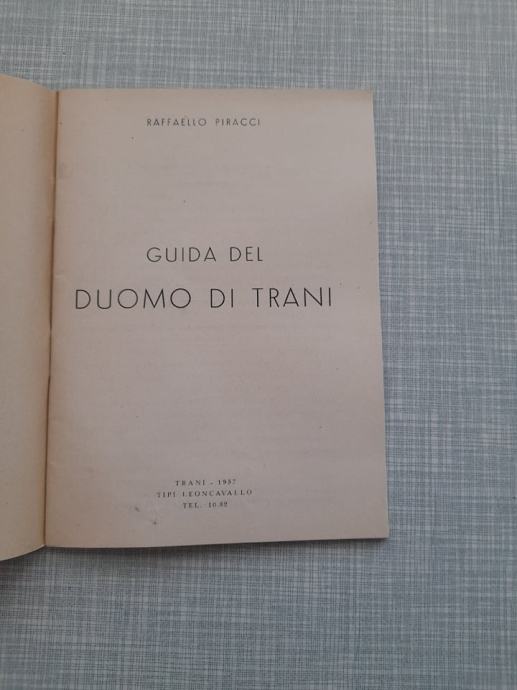 RAFFAELLO PIRACCI
GUIDA DEL
DUOMO DI TRANI
TRANI - 1957
TIPI LEONCAVALLO
TEL. 10.82